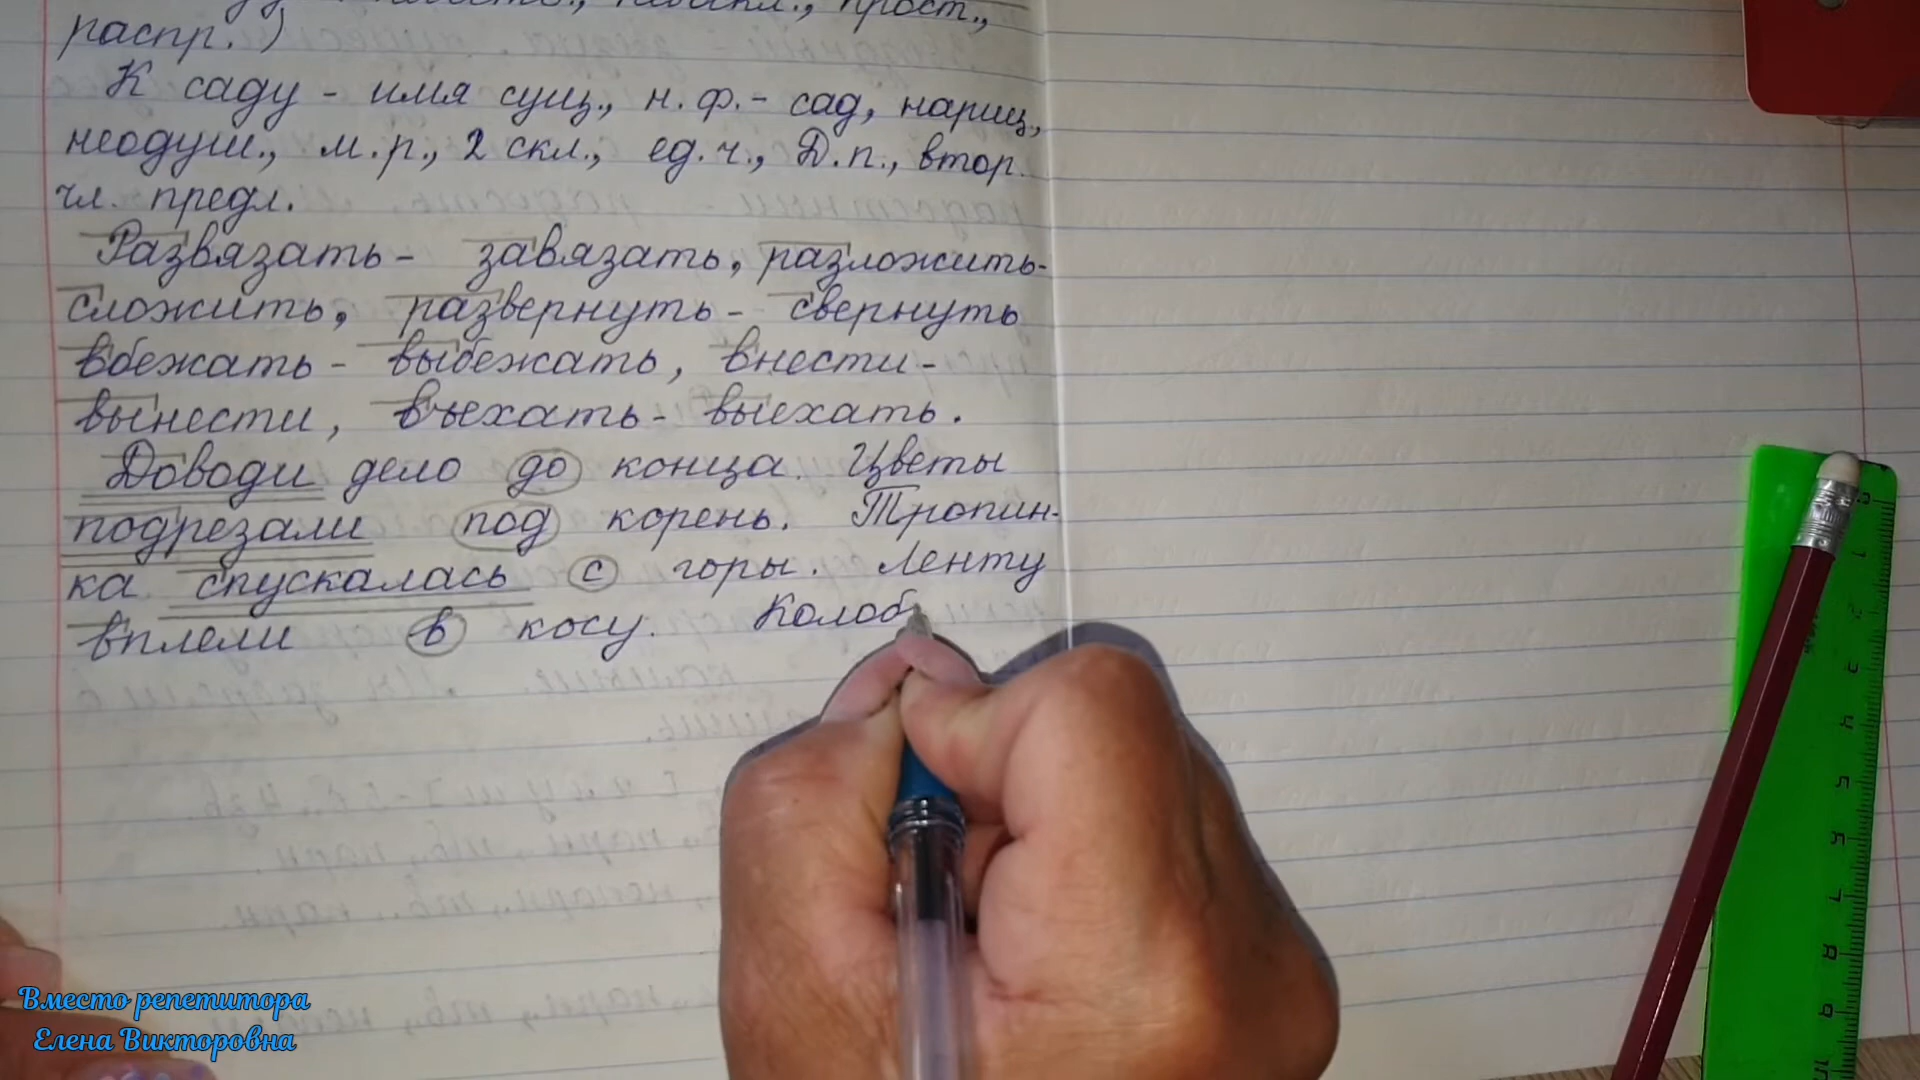 прост.,
распр.)
К саду - имя сущ., н. ф. - сад, нариц,
неодуш., м. р., 2 скл., ед. ч., Д. п., втор.
чл. предл.
Развязать - завязать, разложить-
сложить, развернуть - свернуть
вбежать - выбежать, внести -
вынести, въехать - выехать.
Доводи дело до конца. Цветы
подрезали под корень. Тропин-
ка спускалась с горы. Ленту
вплели в косу. Колоб
Вместо репетитора
Елена Викторовна